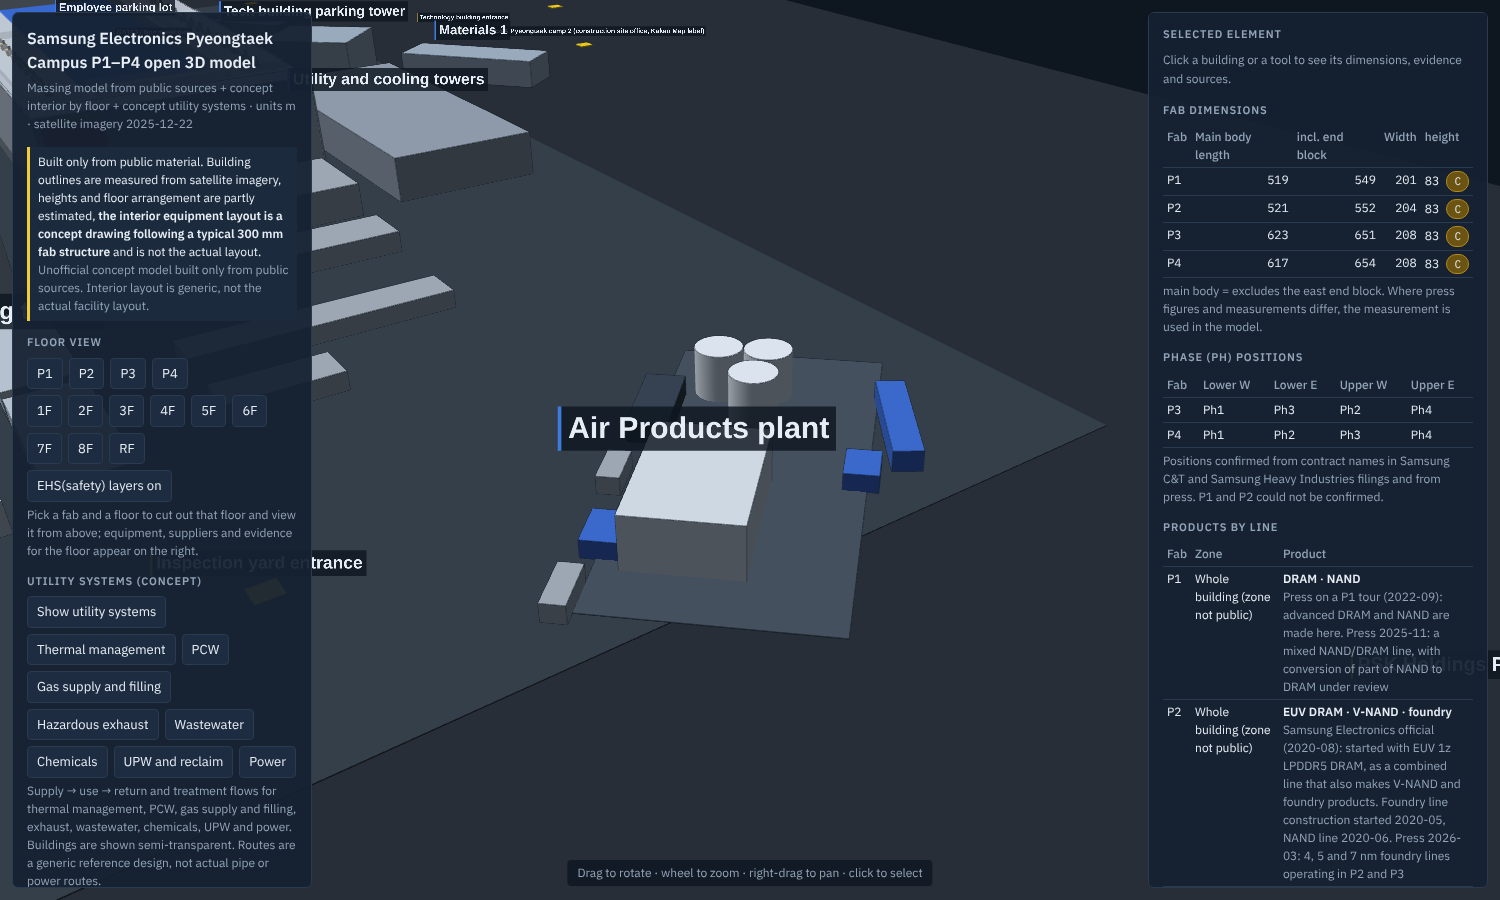 Employee parking lot
Tech building parking tower
Technology building entrance
Materials 1
Pyeongtaek camp 2 (construction site office, Kakao Map label)
Utility and cooling towers
Samsung Electronics Pyeongtaek
Campus P1–P4 open 3D model
Massing model from public sources + concept
interior by floor + concept utility systems · units m
· satellite imagery 2025-12-22
Built only from public material. Building
outlines are measured from satellite imagery,
heights and floor arrangement are partly
estimated, the interior equipment layout is a
concept drawing following a typical 300 mm
fab structure and is not the actual layout.
Unofficial concept model built only from public
sources. Interior layout is generic, not the
actual facility layout.
FLOOR VIEW
P1 P2 P3 P4
1F 2F 3F 4F 5F 6F
7F 8F RF
EHS(safety) layers on
Pick a fab and a floor to cut out that floor and view
it from above; equipment, suppliers and evidence
for the floor appear on the right.
Inspection yard entrance
UTILITY SYSTEMS (CONCEPT)
Show utility systems
Thermal management PCW
Gas supply and filling
Hazardous exhaust Wastewater
Chemicals UPW and reclaim Power
Supply → use → return and treatment flows for
thermal management, PCW, gas supply and filling,
exhaust, wastewater, chemicals, UPW and power.
Buildings are shown semi-transparent. Routes are
a generic reference design, not actual pipe or
power routes.
Air Products plant
Drag to rotate · wheel to zoom · right-drag to pan · click to select
SELECTED ELEMENT
Click a building or a tool to see its dimensions, evidence
and sources.
FAB DIMENSIONS
Fab Main body length incl. end block Width height
P1 519 549 201 83 C
P2 521 552 204 83 C
P3 623 651 208 83 C
P4 617 654 208 83 C
main body = excludes the east end block. Where press
figures and measurements differ, the measurement is
used in the model.
PHASE (PH) POSITIONS
Fab Lower W Lower E Upper W Upper E
P3 Ph1 Ph3 Ph2 Ph4
P4 Ph1 Ph2 Ph3 Ph4
Positions confirmed from contract names in Samsung
C&T and Samsung Heavy Industries filings and from
press. P1 and P2 could not be confirmed.
PRODUCTS BY LINE
Fab Zone Product
P1 Whole building (zone not public)
DRAM · NAND
Press on a P1 tour (2022-09):
advanced DRAM and NAND are
made here. Press 2025-11: a
mixed NAND/DRAM line, with
conversion of part of NAND to
DRAM under review
P2 Whole building (zone not public)
EUV DRAM · V-NAND · foundry
Samsung Electronics official
(2020-08): started with EUV 1z
LPDDR5 DRAM, as a combined
line that also makes V-NAND and
foundry products. Foundry line
construction started 2020-05,
NAND line 2020-06. Press 2026-
03: 4, 5 and 7 nm foundry lines
operating in P2 and P3